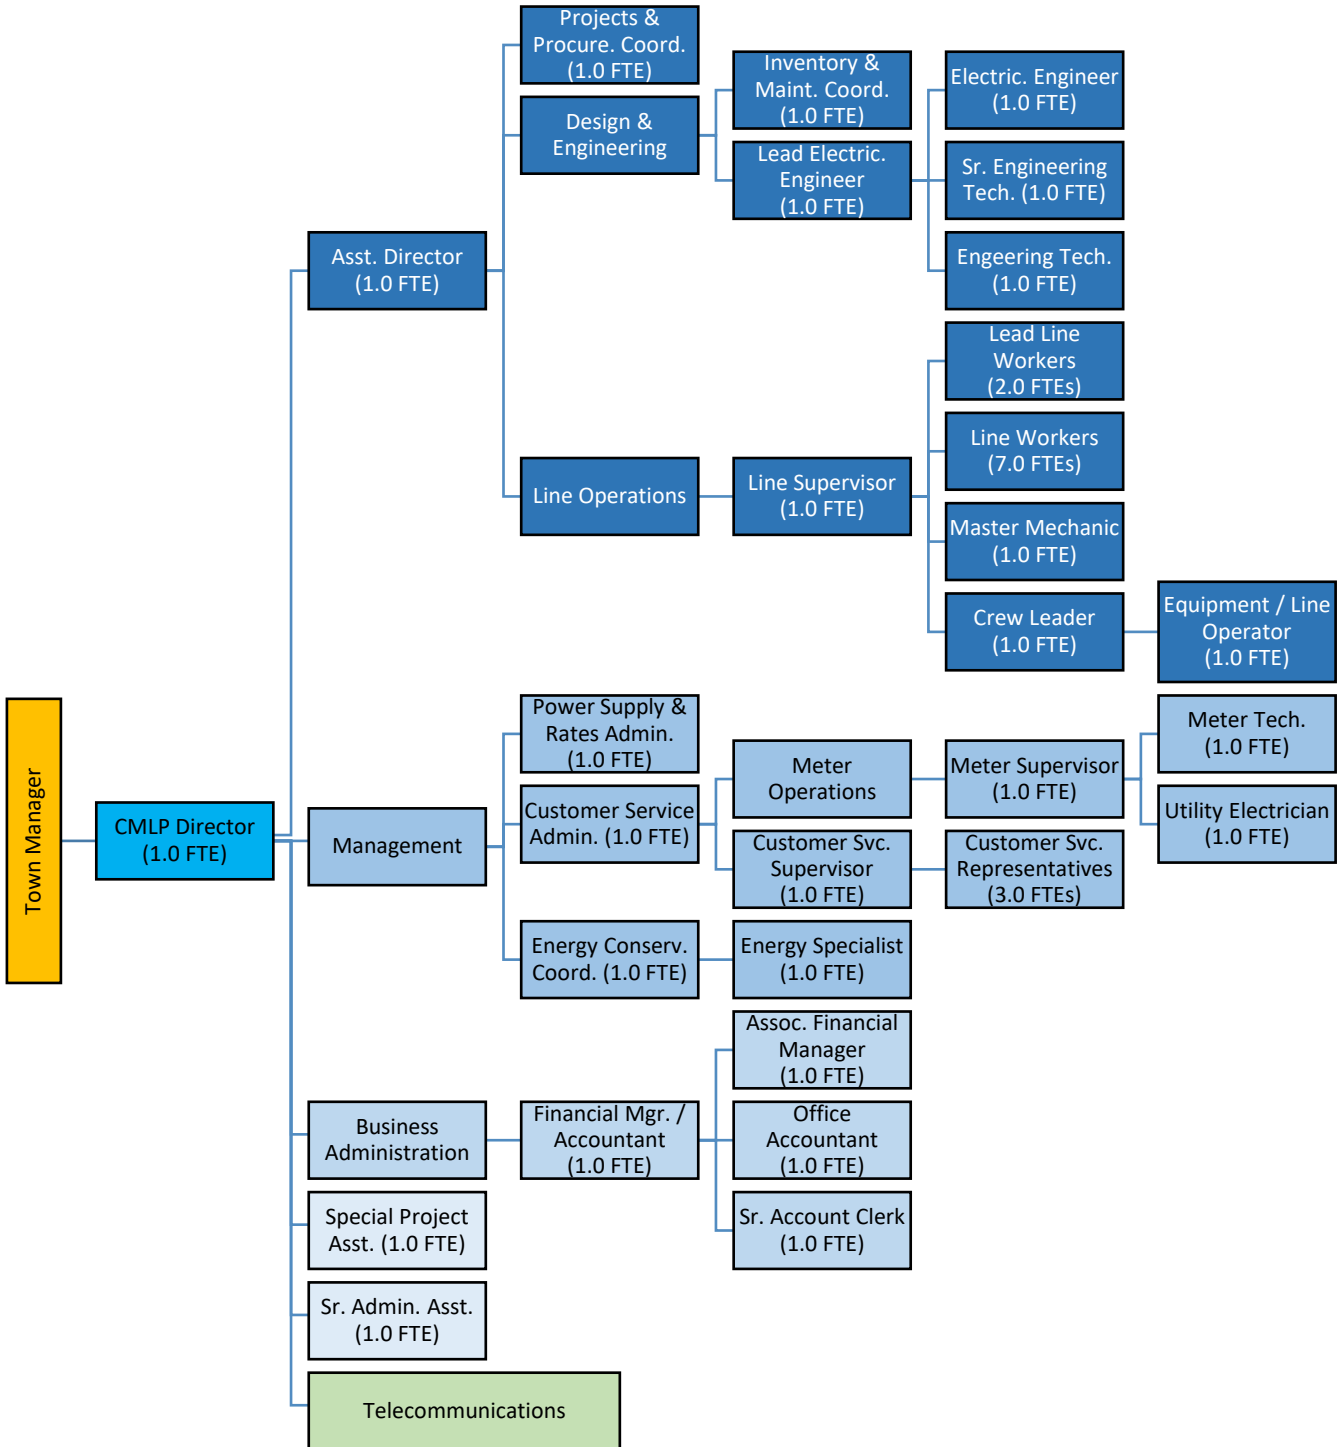 Projects &
Procure. Coord.
(1.0 FTE)
Inventory &
Maint. Coord.
(1.0 FTE)
Electric. Engineer
(1.0 FTE)
Design &
Engineering
Lead Electric.
Engineer
(1.0 FTE)
Sr. Engineering
Tech. (1.0 FTE)
Asst. Director
(1.0 FTE)
Engeering Tech.
(1.0 FTE)
Lead Line
Workers
(2.0 FTEs)
Line Workers
(7.0 FTEs)
Line Operations
Line Supervisor
(1.0 FTE)
Master Mechanic
(1.0 FTE)
Crew Leader
(1.0 FTE)
Equipment / Line
Operator
(1.0 FTE)
Town Manager
CMLP Director
(1.0 FTE)
Management
Power Supply &
Rates Admin.
(1.0 FTE)
Customer Service
Admin. (1.0 FTE)
Meter
Operations
Meter Supervisor
(1.0 FTE)
Meter Tech.
(1.0 FTE)
Utility Electrician
(1.0 FTE)
Customer Svc.
Supervisor
(1.0 FTE)
Customer Svc.
Representatives
(3.0 FTEs)
Energy Conserv.
Coord. (1.0 FTE)
Energy Specialist
(1.0 FTE)
Business
Administration
Financial Mgr. /
Accountant
(1.0 FTE)
Assoc. Financial
Manager
(1.0 FTE)
Office
Accountant
(1.0 FTE)
Sr. Account Clerk
(1.0 FTE)
Special Project
Asst. (1.0 FTE)
Sr. Admin. Asst.
(1.0 FTE)
Telecommunications